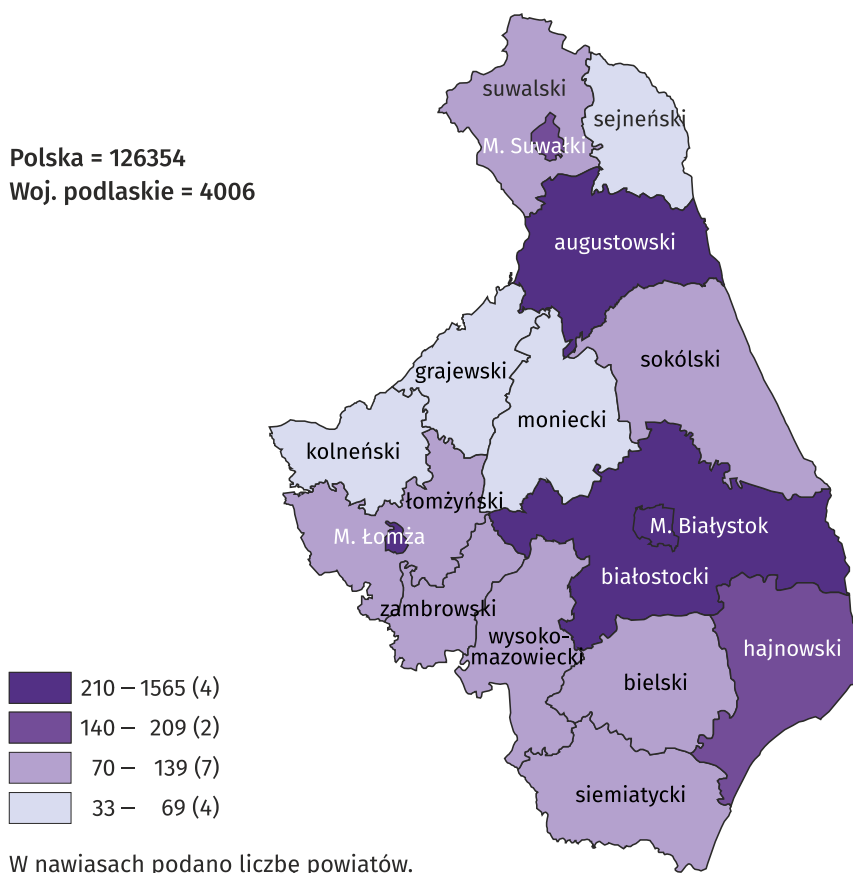 suwalski
sejneński
M. Suwałki
Polska = 126354
Woj. podlaskie = 4006
augustowski
sokólski
grajewski
moniecki
kolneński
łomżyński
M. Łomża
M. Białystok
białostocki
zambrowski
wysoko-
mazowiecki
hajnowski
bielski
siemiatycki
210 – 1565 (4)
140 – 209 (2)
70 – 139 (7)
33 – 69 (4)
W nawiasach podano liczbę powiatów.